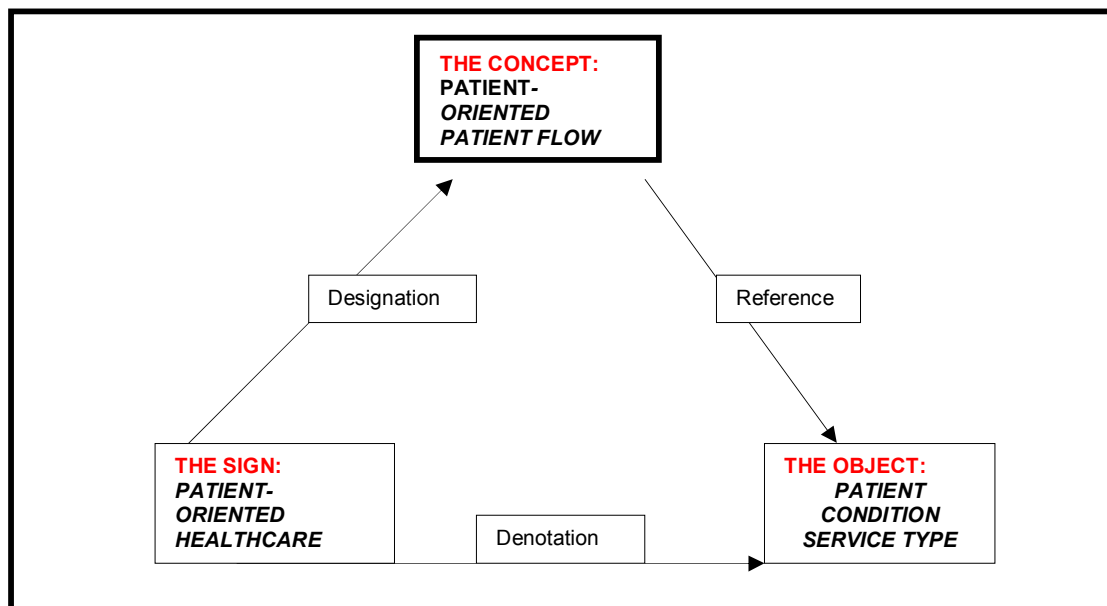 THE CONCEPT:
PATIENT-
ORIENTED
PATIENT FLOW
Designation
Reference
THE SIGN:
PATIENT-
ORIENTED
HEALTHCARE
Denotation
THE OBJECT:
PATIENT
CONDITION
SERVICE TYPE